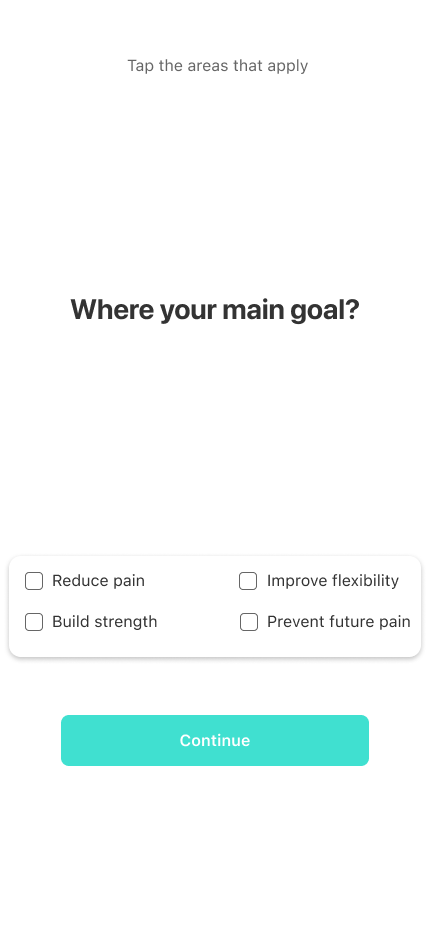 Tap the areas that apply
Where your main goal?
Reduce pain
Improve flexibility
Build strength
Prevent future pain
Continue